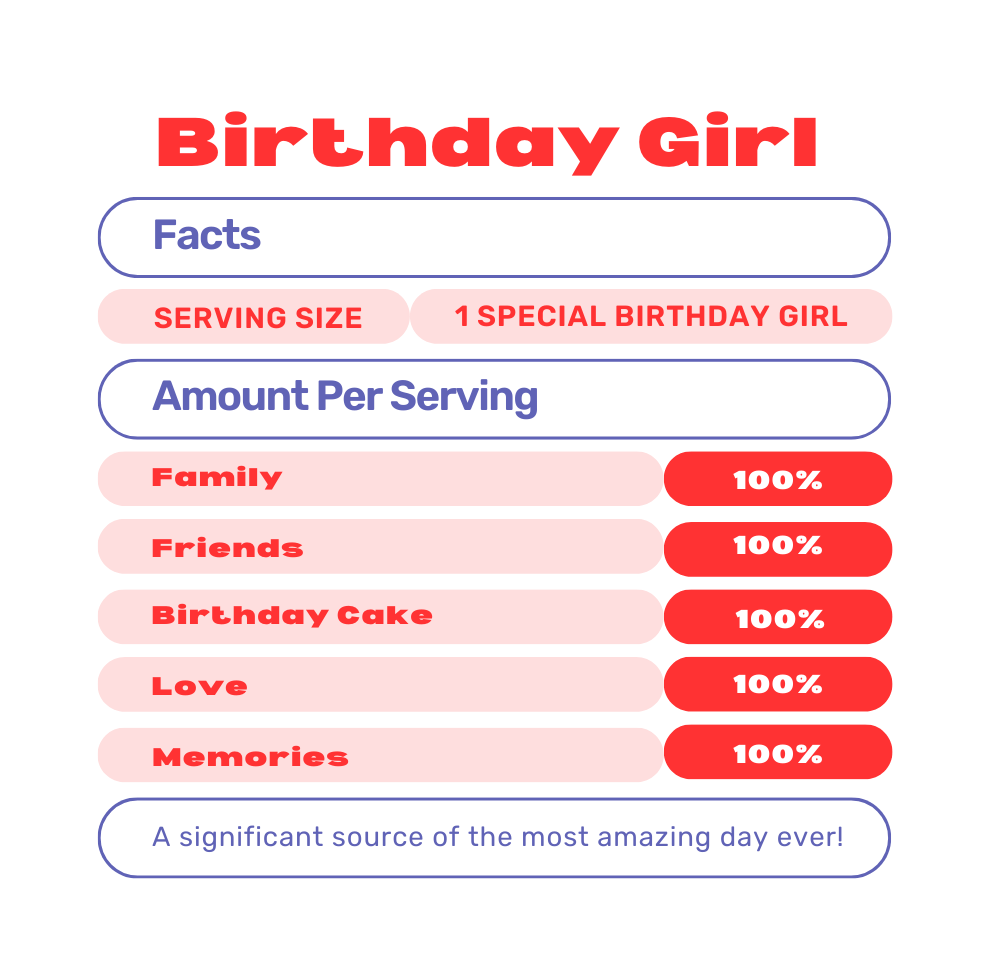 Birthday Girl
Facts
SERVING SIZE 1 SPECIAL BIRTHDAY GIRL
Amount Per Serving
Family 100%
Friends 100%
Birthday Cake 100%
Love 100%
Memories 100%
A significant source of the most amazing day ever!